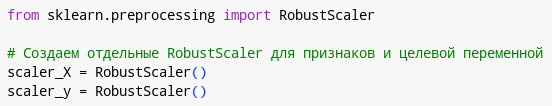 from sklearn.preprocessing import RobustScaler
# Создаем отдельные RobustScaler для признаков и целевой переменной
scaler_X = RobustScaler()
scaler_y = RobustScaler()